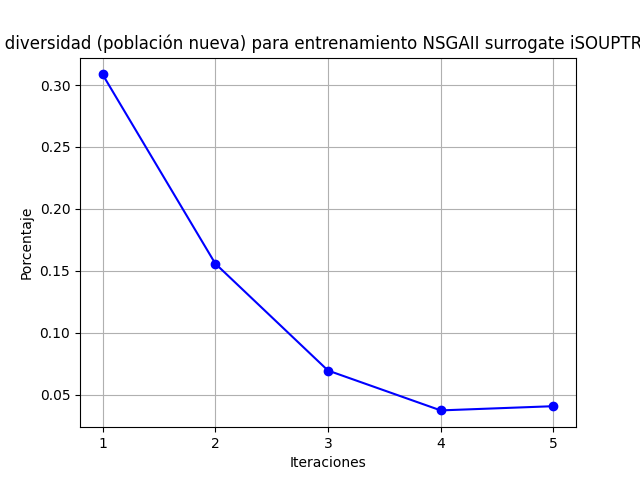 diversidad (población nueva) para entrenamiento NSGAII surrogate iSOUPTR
0.30
0.25
0.20
0.15
0.10
0.05
Porcentaje
1 2 3 4 5
Iteraciones